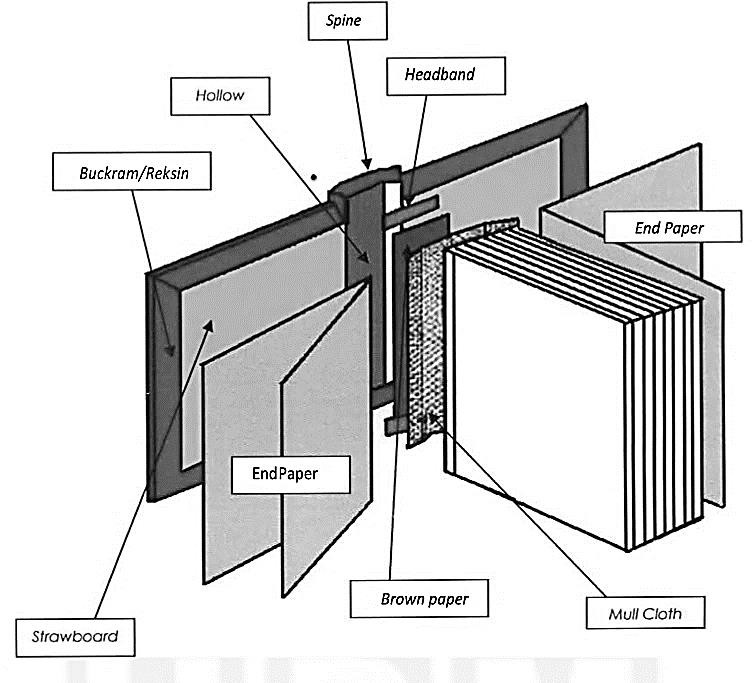 Spine
Headband
Hollow
Buckram/Reksin
End Paper
EndPaper
Brown paper
Mull Cloth
Strawboard